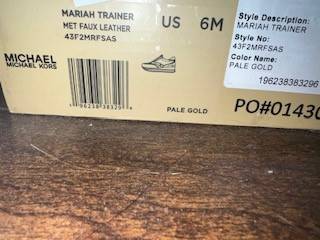 MARIAH TRAINER
MET FAUX LEATHER
43F2MRFSAS
US 6M
MICHAEL
MICHAEL KORS
PALE GOLD
Style Description:
MARIAH TRAINER
Style No:
43F2MRFSAS
Color Name:
PALE GOLD
196238383296
PO#01430